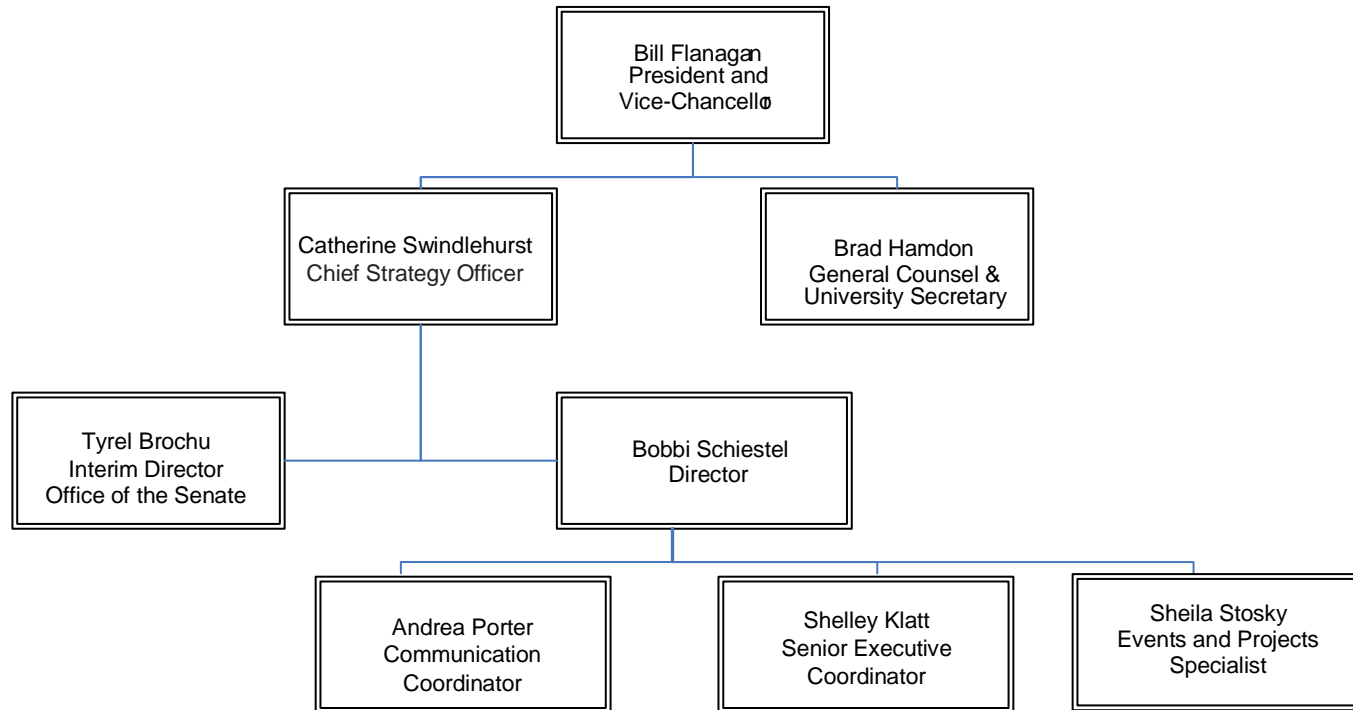 Bill Flanagan
President and
Vice-Chancellor
Catherine Swindlehurst
Chief Strategy Officer
Brad Hamdon
General Counsel &
University Secretary
Tyrel Brochu
Interim Director
Office of the Senate
Bobbi Schiestel
Director
Andrea Porter
Communication
Coordinator
Shelley Klatt
Senior Executive
Coordinator
Sheila Stosky
Events and Projects
Specialist